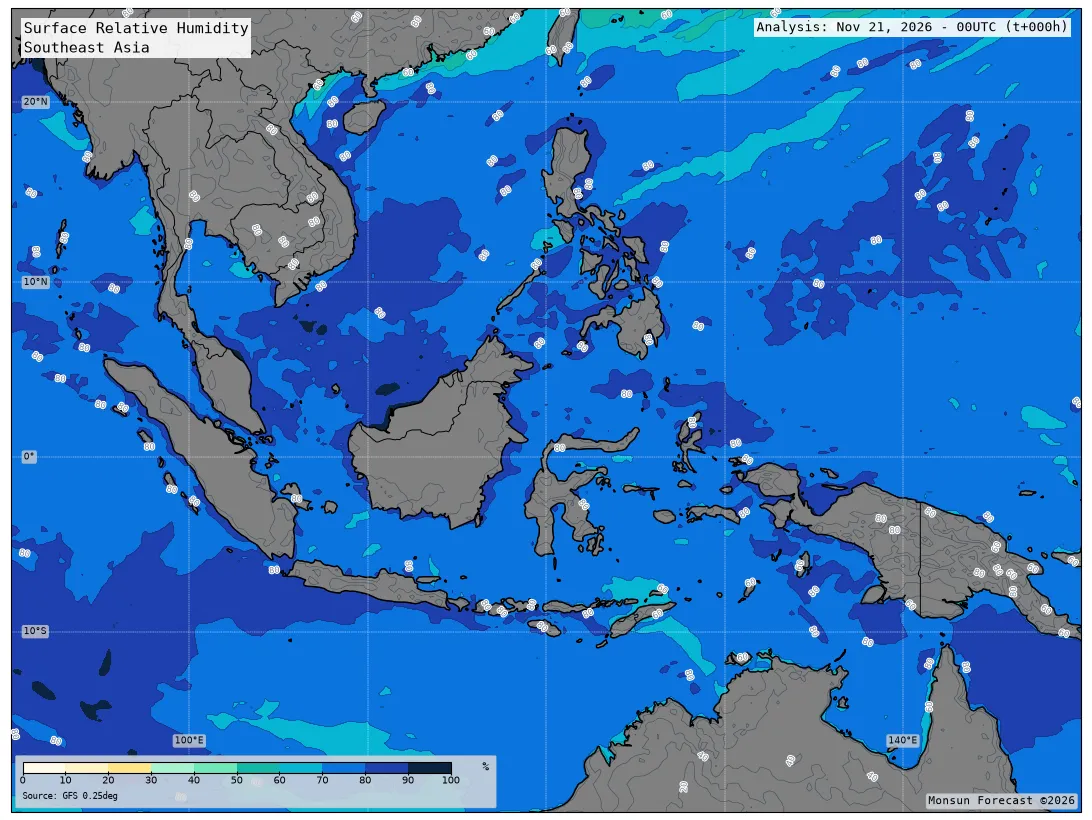 Surface Relative Humidity
Southeast Asia
Analysis: Nov 21, 2026 - 00UTC (t+000h)
20°N
10°N
0°
10°S
100°E
140°E
0 10 20 30 40 50 60 70 80 90 100 %
Source: GFS 0.25deg
Monsun Forecast ©2026